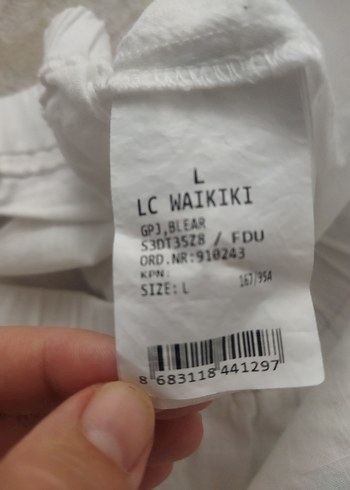 L
LC WAIKIKI
GPJ,BLEAR
S3DT35Z8 / FDU
ORD.NR:910243
KPN:
SIZE: L 167/95A
8 683118 441297